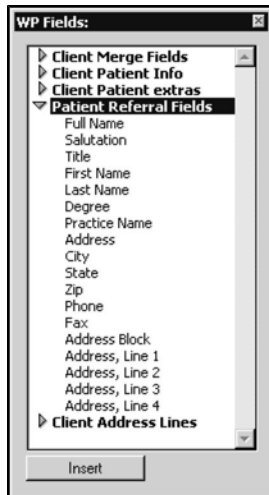 WP Fields:
Client Merge Fields
Client Patient Info
Client Patient extras
Patient Referral Fields
Full Name
Salutation
Title
First Name
Last Name
Degree
Practice Name
Address
City
State
Zip
Phone
Fax
Address Block
Address, Line 1
Address, Line 2
Address, Line 3
Address, Line 4
Client Address Lines
Insert